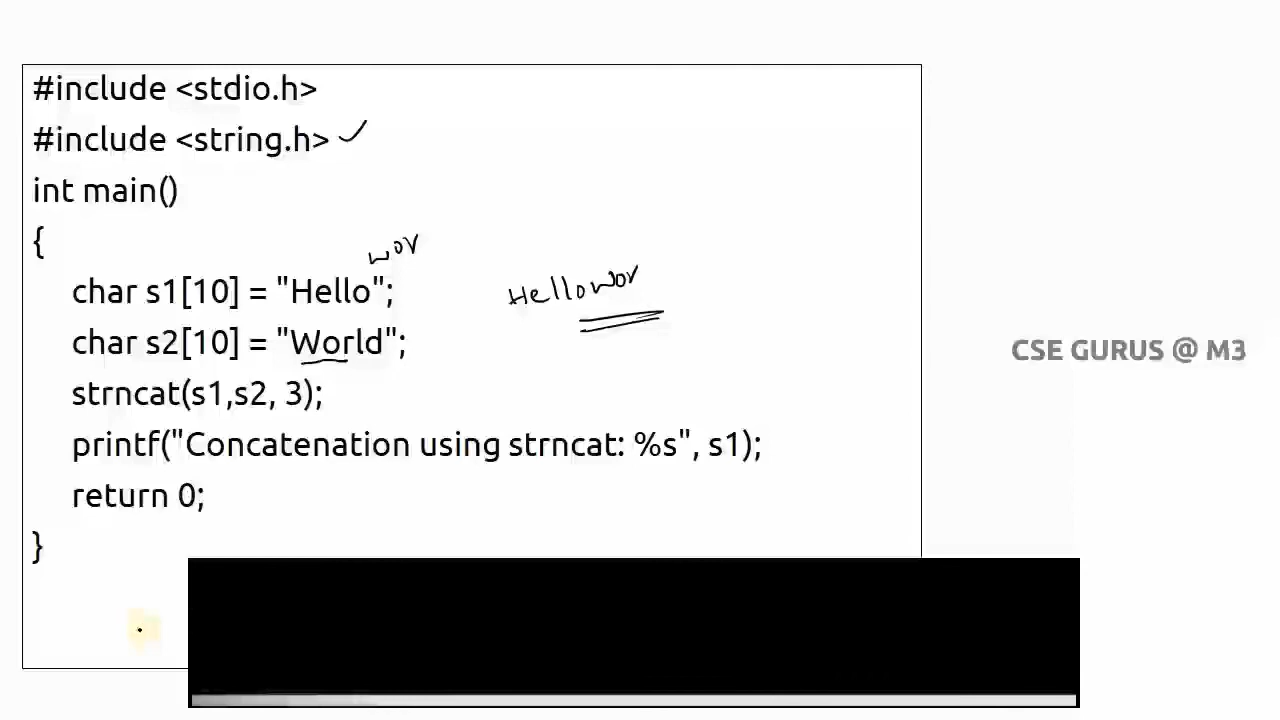 #include <stdio.h>
#include <string.h>
int main()
{
wor
char s1[10] = "Hello";
Hellowor
char s2[10] = "World";
CSE GURUS @ M3
strncat(s1,s2, 3);
printf("Concatenation using strncat: %s", s1);
return 0;
}